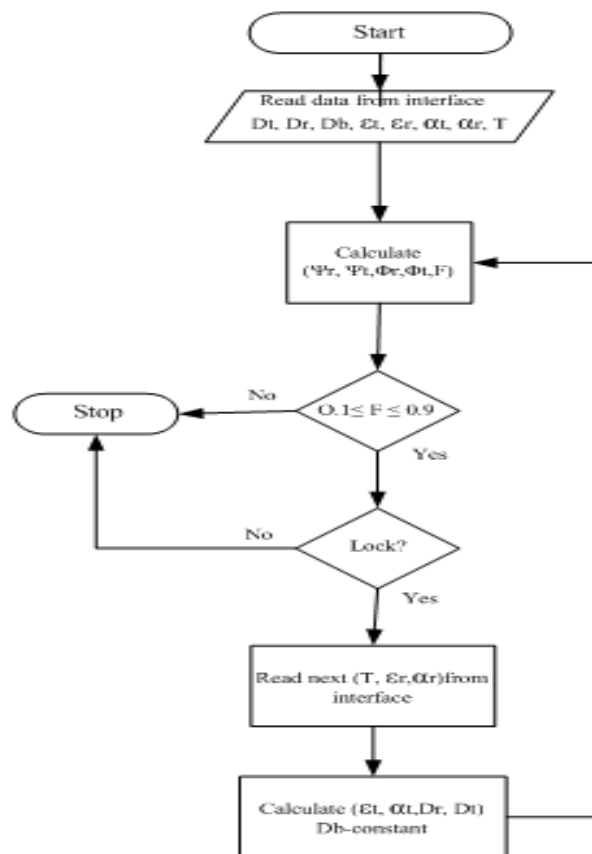 Start
Read data from interface
Dt, Dr, Db, εt, εr, αt, αr, T
Calculate
(Ψr, Ψt,Φr,Φt,F)
No
Stop
O.1≤ F ≤ 0.9
Yes
No
Lock?
Yes
Read next (T, εr,αr)from
interface
Calculate (εt, αt,Dr, Dt)
Db-constant